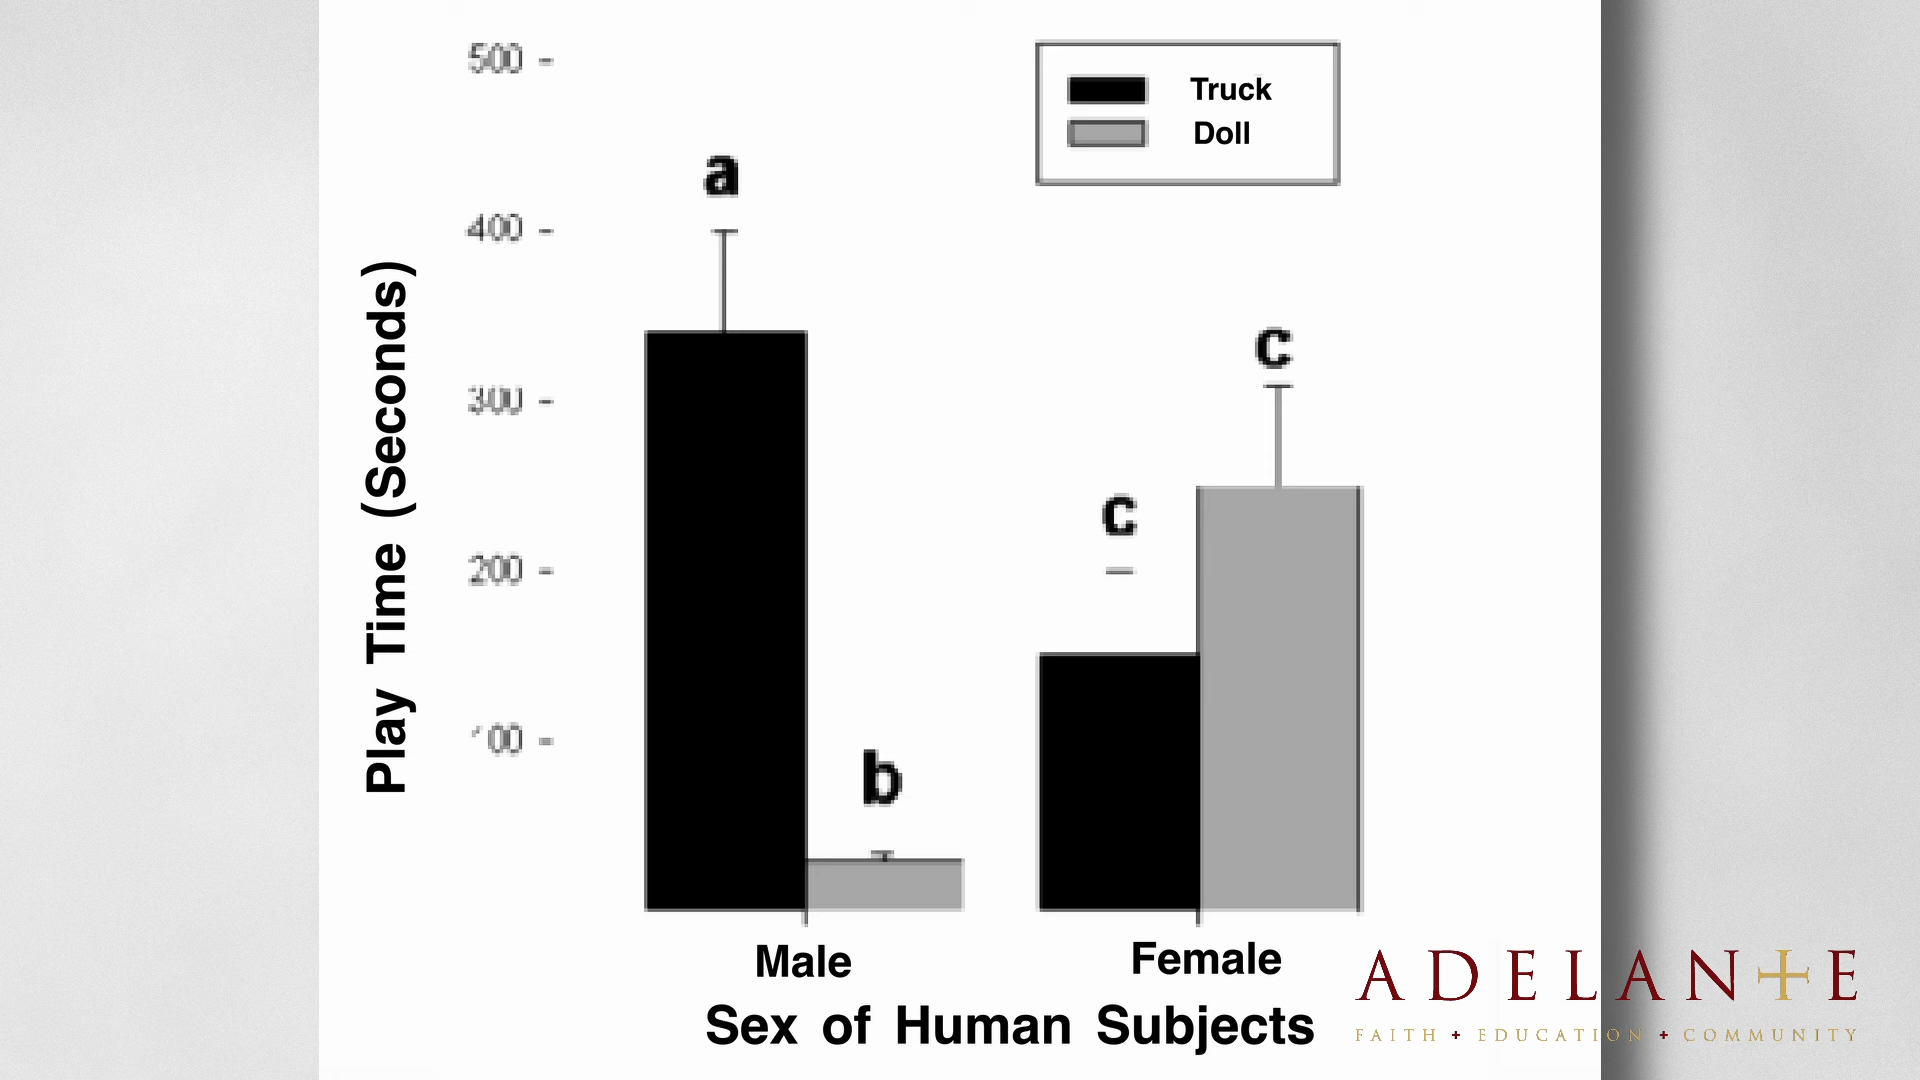 500
Truck
Doll
a
400
Play Time (Seconds)
c
300
c
200
b
Male
Female
Sex of Human Subjects
ADELANTE
FAITH + EDUCATION + COMMUNITY